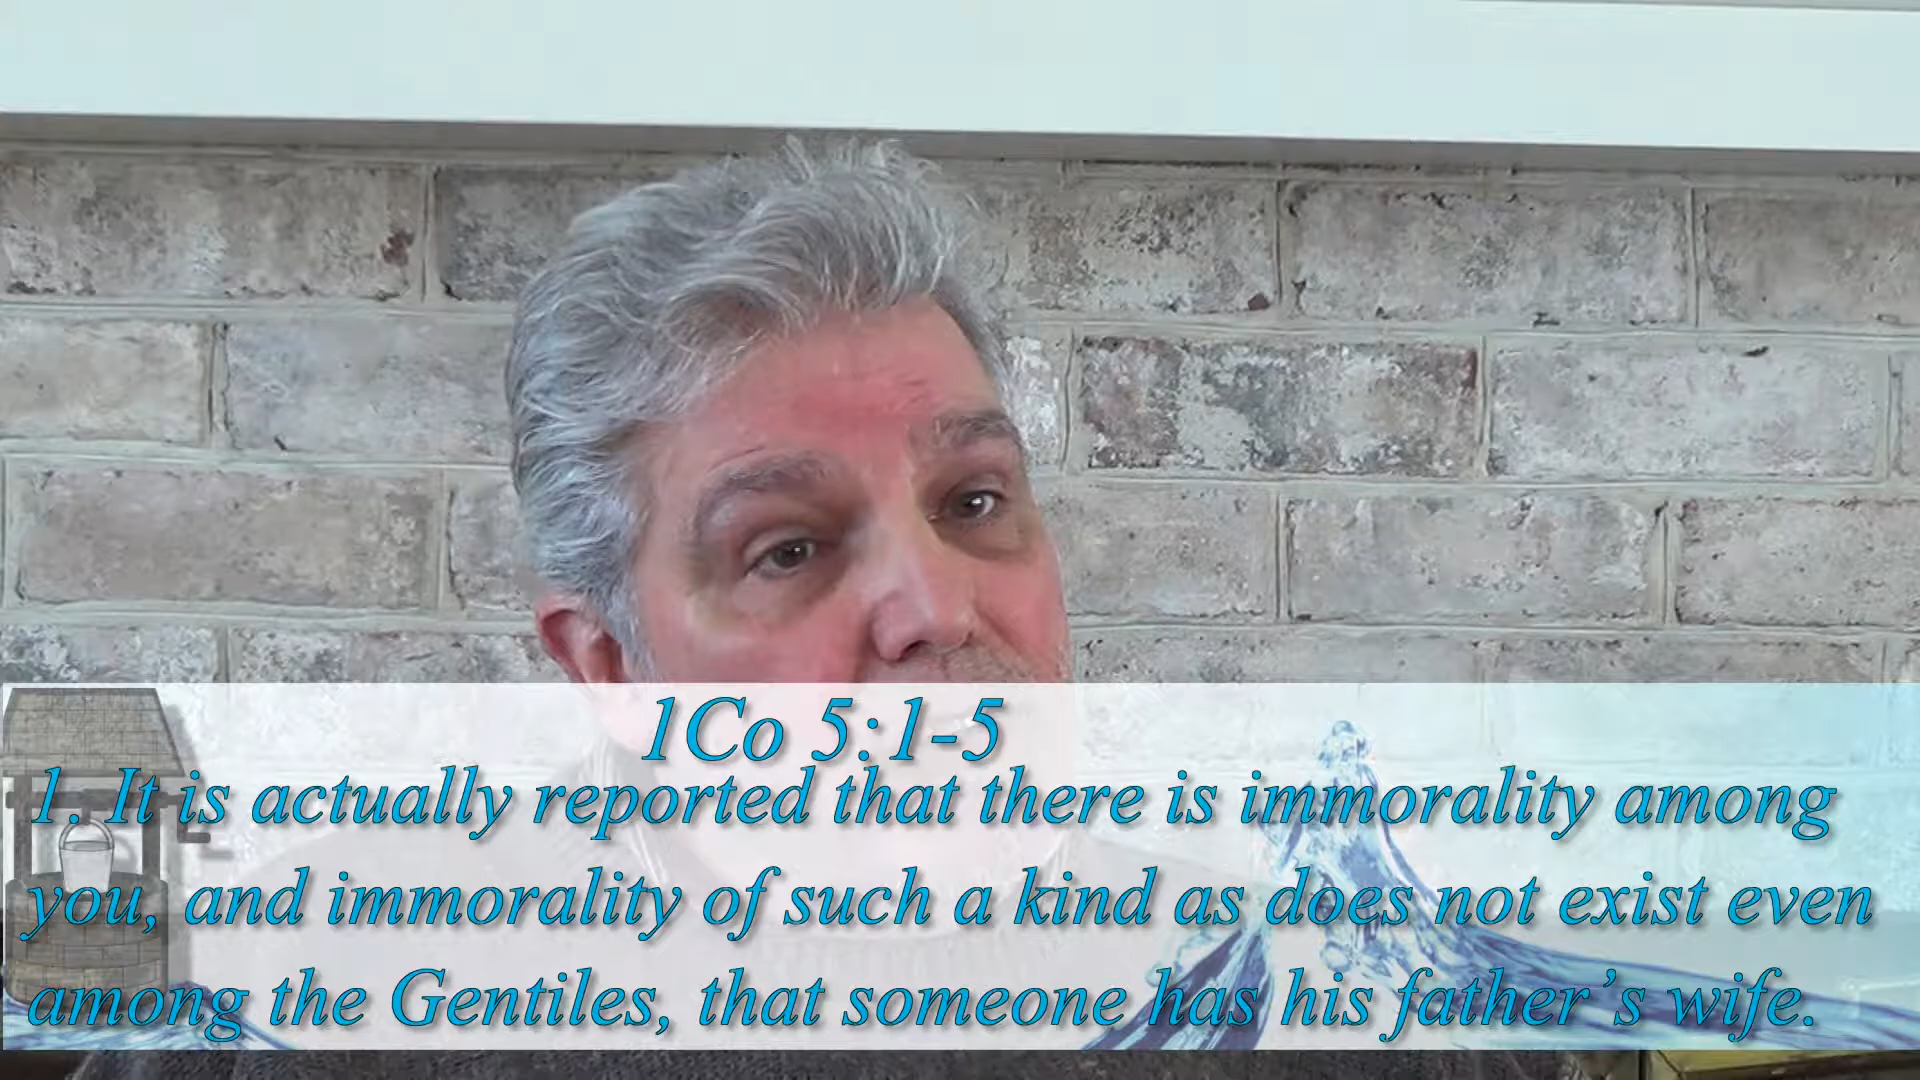 1Co 5:1-5
1. It is actually reported that there is immorality among
you, and immorality of such a kind as does not exist even
among the Gentiles, that someone has his father’s wife.